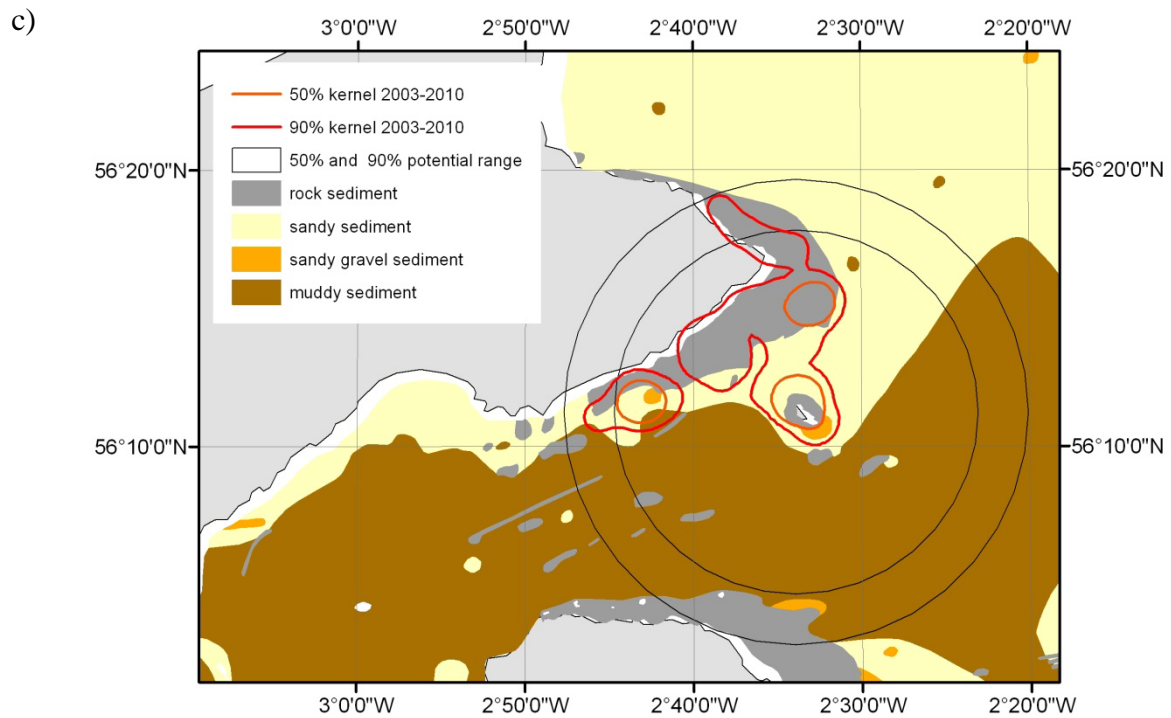 c)
3°0'0"W 2°50'0"W 2°40'0"W 2°30'0"W 2°20'0"W
50% kernel 2003-2010
90% kernel 2003-2010
50% and 90% potential range
rock sediment
sandy sediment
sandy gravel sediment
muddy sediment
56°20'0"N 56°20'0"N
56°10'0"N 56°10'0"N
3°0'0"W 2°50'0"W 2°40'0"W 2°30'0"W 2°20'0"W